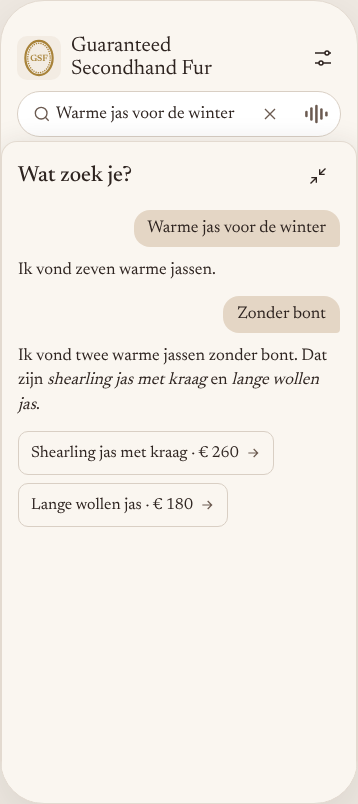 GSF
Guaranteed
Secondhand Fur
Warme jas voor de winter
Wat zoek je?
Warme jas voor de winter
Ik vond zeven warme jassen.
Zonder bont
Ik vond twee warme jassen zonder bont. Dat
zijn shearling jas met kraag en lange wollen
jas.
Shearling jas met kraag · € 260 →
Lange wollen jas · € 180 →